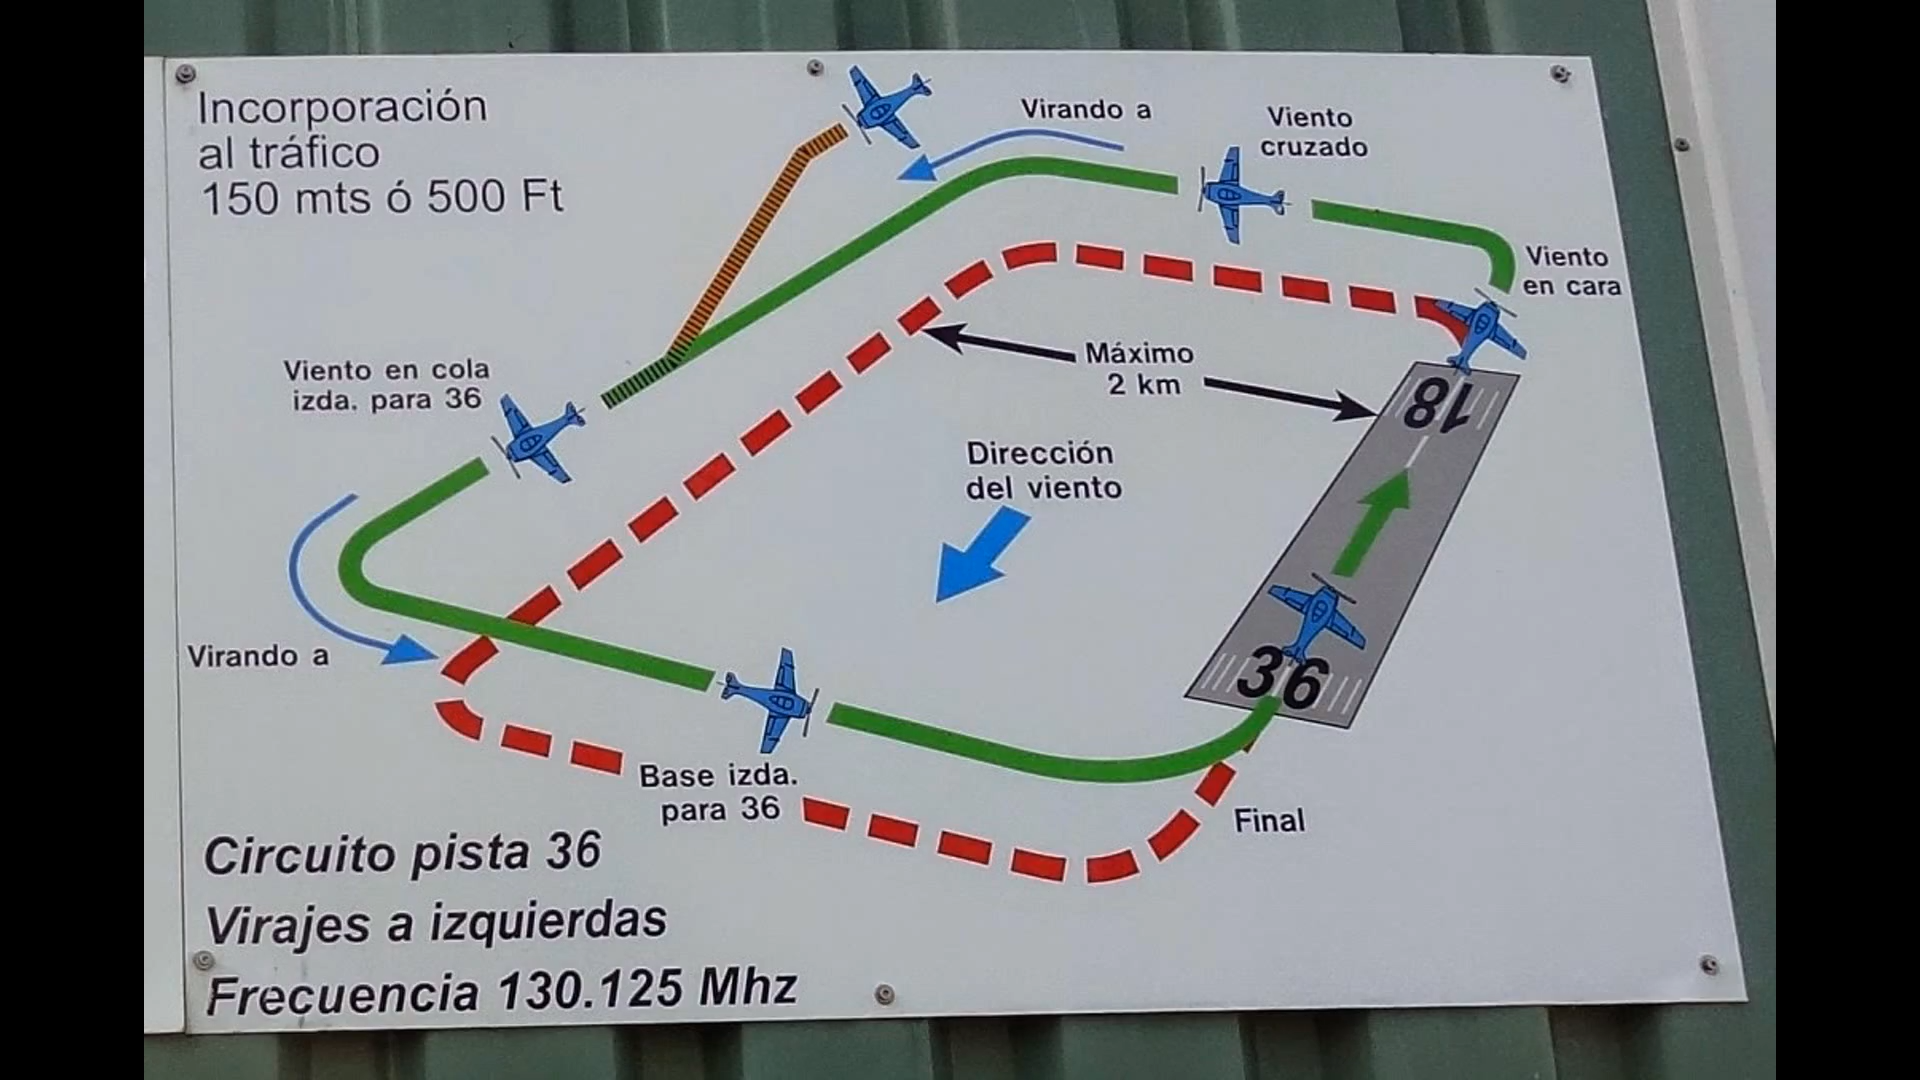 Incorporación
al tráfico
150 mts ó 500 Ft
Virando a
Viento
cruzado
Viento
en cara
Viento en cola
izda. para 36
Máximo
2 km
18
Dirección
del viento
Virando a
36
Base izda.
para 36
Final
Circuito pista 36
Virajes a izquierdas
Frecuencia 130.125 Mhz